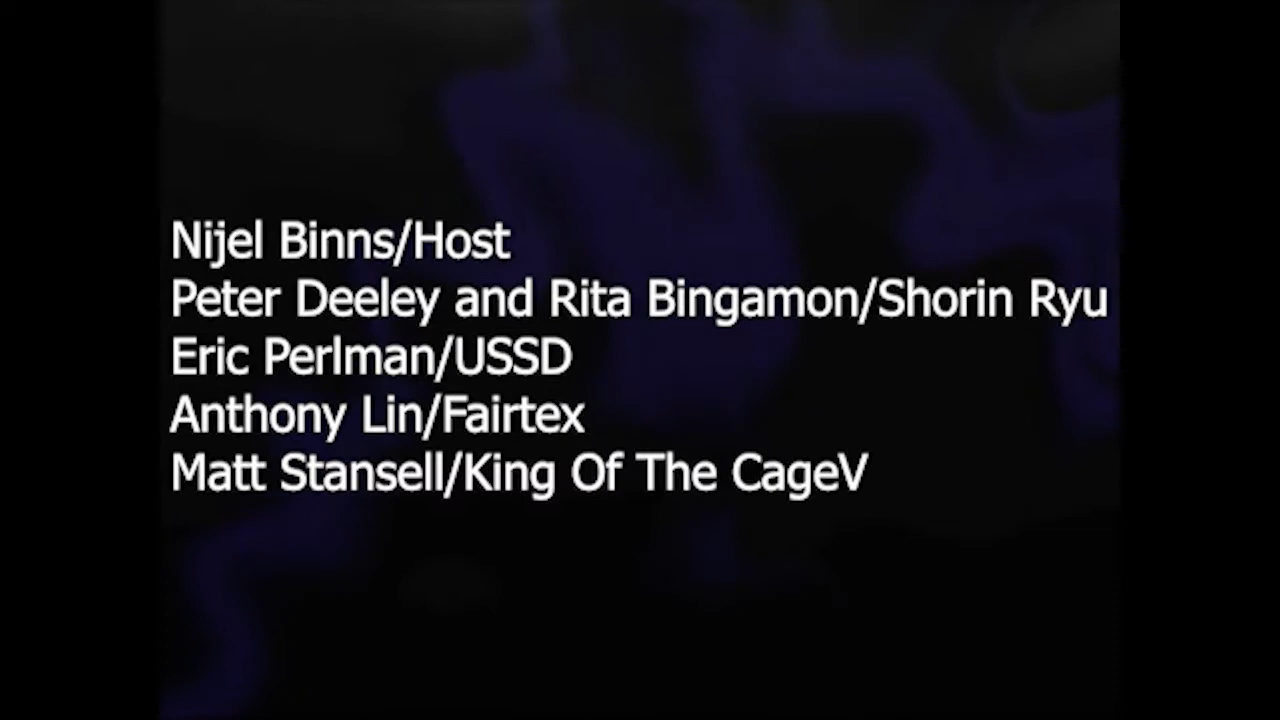 Nijel Binns/Host
Peter Deeley and Rita Bingamon/Shorin Ryu
Eric Perlman/USSD
Anthony Lin/Fairtex
Matt Stansell/King Of The CageV